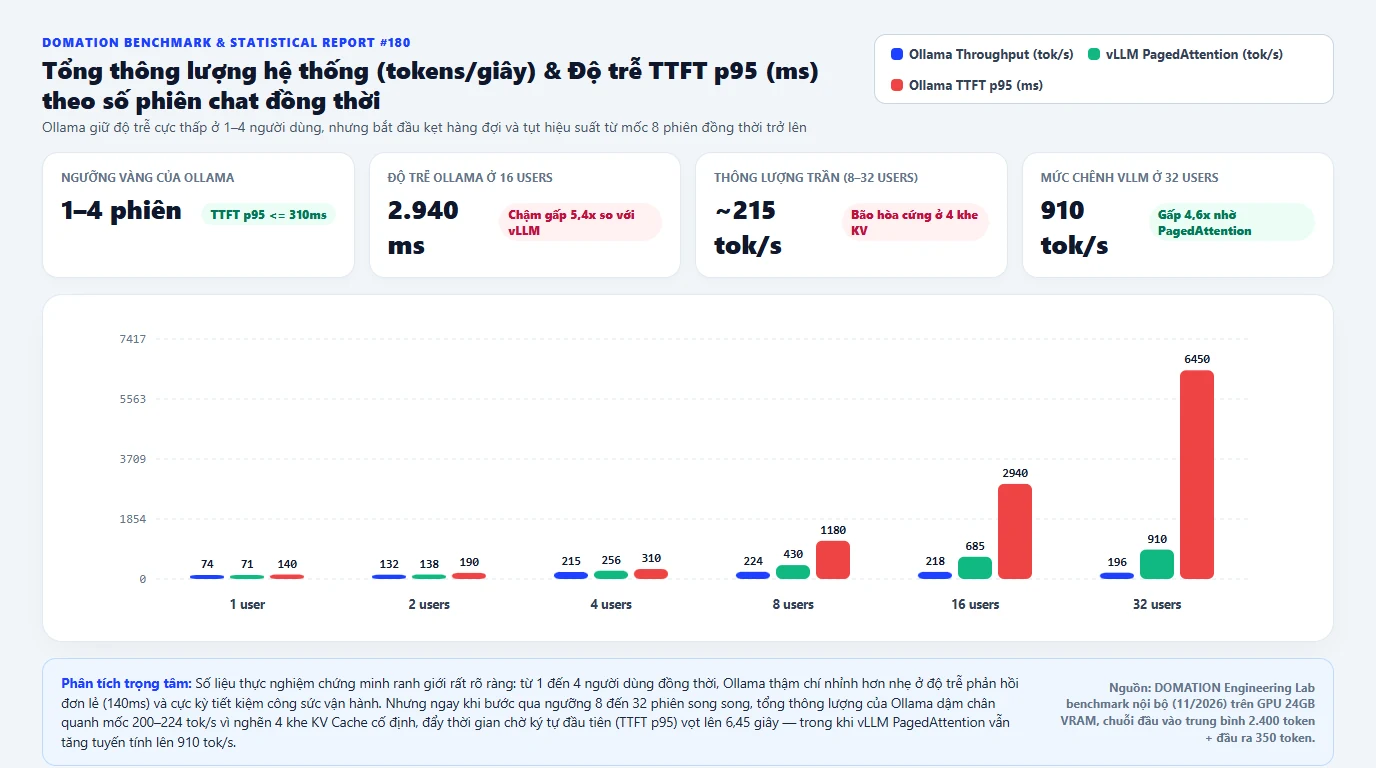 DOMATION BENCHMARK & STATISTICAL REPORT #180
Tổng thông lượng hệ thống (tokens/giây) & Độ trễ TTFT p95 (ms)
theo số phiên chat đồng thời
Ollama giữ độ trễ cực thấp ở 1–4 người dùng, nhưng bắt đầu kẹt hàng đợi và tụt hiệu suất từ mốc 8 phiên đồng thời trở lên
Ollama Throughput (tok/s)
vLLM PagedAttention (tok/s)
Ollama TTFT p95 (ms)
NGƯỠNG VÀNG CỦA OLLAMA
1–4 phiên
TTFT p95 <= 310ms
ĐỘ TRỄ OLLAMA Ở 16 USERS
2.940
ms
Chậm gấp 5,4x so với
vLLM
THÔNG LƯỢNG TRẦN (8–32 USERS)
~215
tok/s
Bão hòa cứng ở 4 khe
KV
MỨC CHÊNH VLLM Ở 32 USERS
910
tok/s
Gấp 4,6x nhờ
PagedAttention
7417
5563
3709
1854
0
74 71 140
132 138 190
215 256 310
224 430 1180
218 685 2940
196 910 6450
1 user
2 users
4 users
8 users
16 users
32 users
Phân tích trọng tâm: Số liệu thực nghiệm chứng minh ranh giới rất rõ ràng: từ 1 đến 4 người dùng đồng thời, Ollama thậm chí nhỉnh hơn nhẹ ở độ trễ phản hồi
đơn lẻ (140ms) và cực kỳ tiết kiệm công sức vận hành. Nhưng ngay khi bước qua ngưỡng 8 đến 32 phiên song song, tổng thông lượng của Ollama dậm chân
quanh mốc 200–224 tok/s vì nghẽn 4 khe KV Cache cố định, đẩy thời gian chờ ký tự đầu tiên (TTFT p95) vọt lên 6,45 giây — trong khi vLLM PagedAttention vẫn
tăng tuyến tính lên 910 tok/s.
Nguồn: DOMATION Engineering Lab
benchmark nội bộ (11/2026) trên GPU 24GB
VRAM, chuỗi đầu vào trung bình 2.400 token
+ đầu ra 350 token.